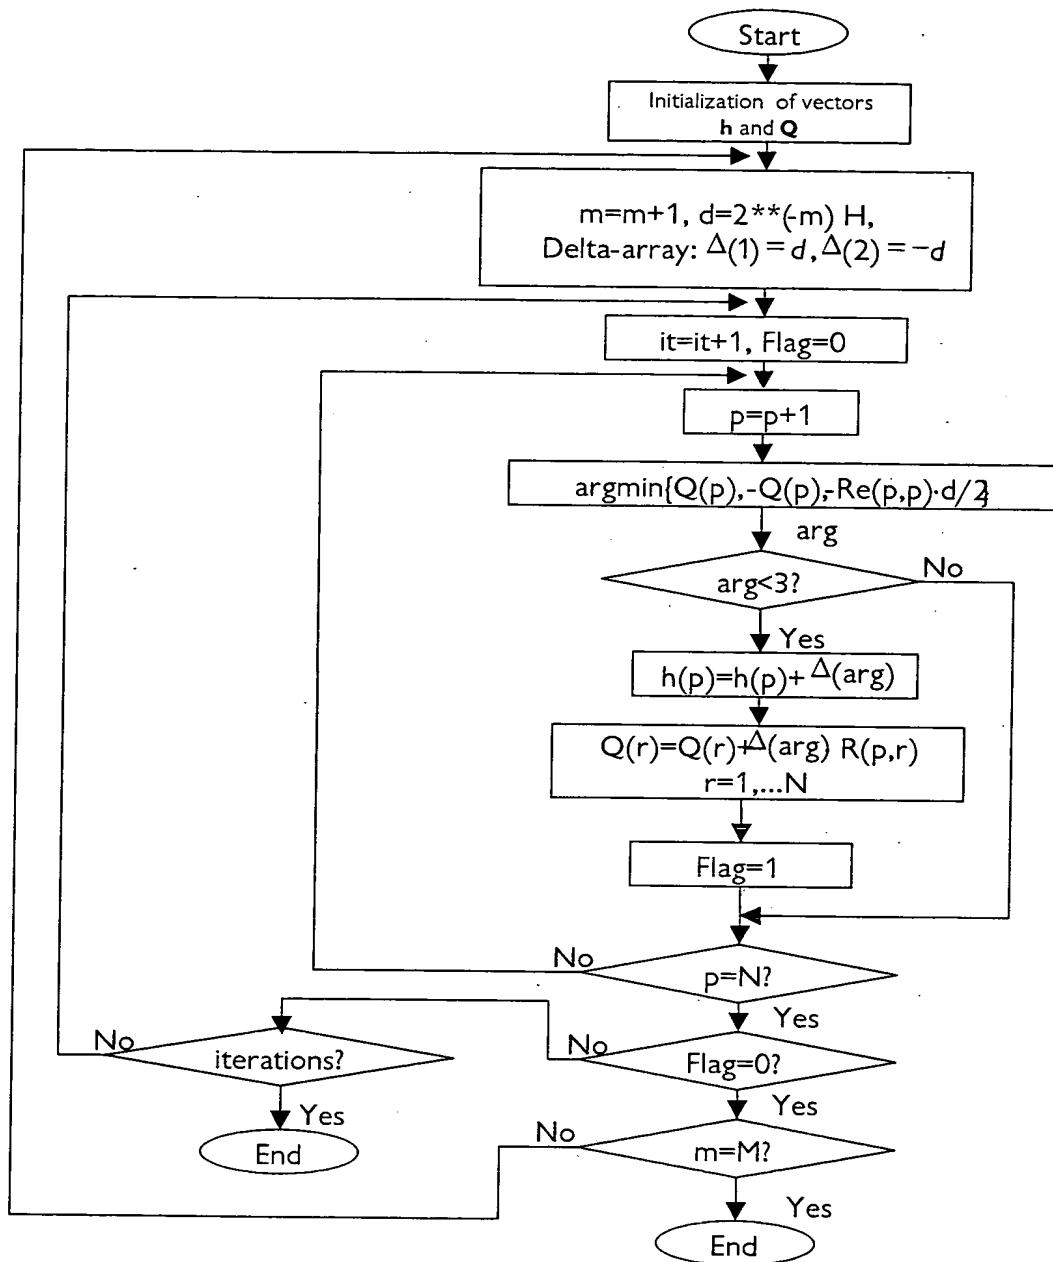 Start
Initialization of vectors
h and Q
m=m+1, d=2**(-m) H,
Delta-array: Δ(1) = d, Δ(2) = -d
it=it+1, Flag=0
p=p+1
argmin{Q(p),-Q(p),-Re(p,p)·d/2}
arg
arg<3?
No
Yes
h(p)=h(p)+ Δ(arg)
Q(r)=Q(r)+Δ(arg) R(p,r)
r=1,...N
Flag=1
No
p=N?
Yes
No
iterations?
No
Flag=0?
Yes
Yes
End
No
m=M?
Yes
End